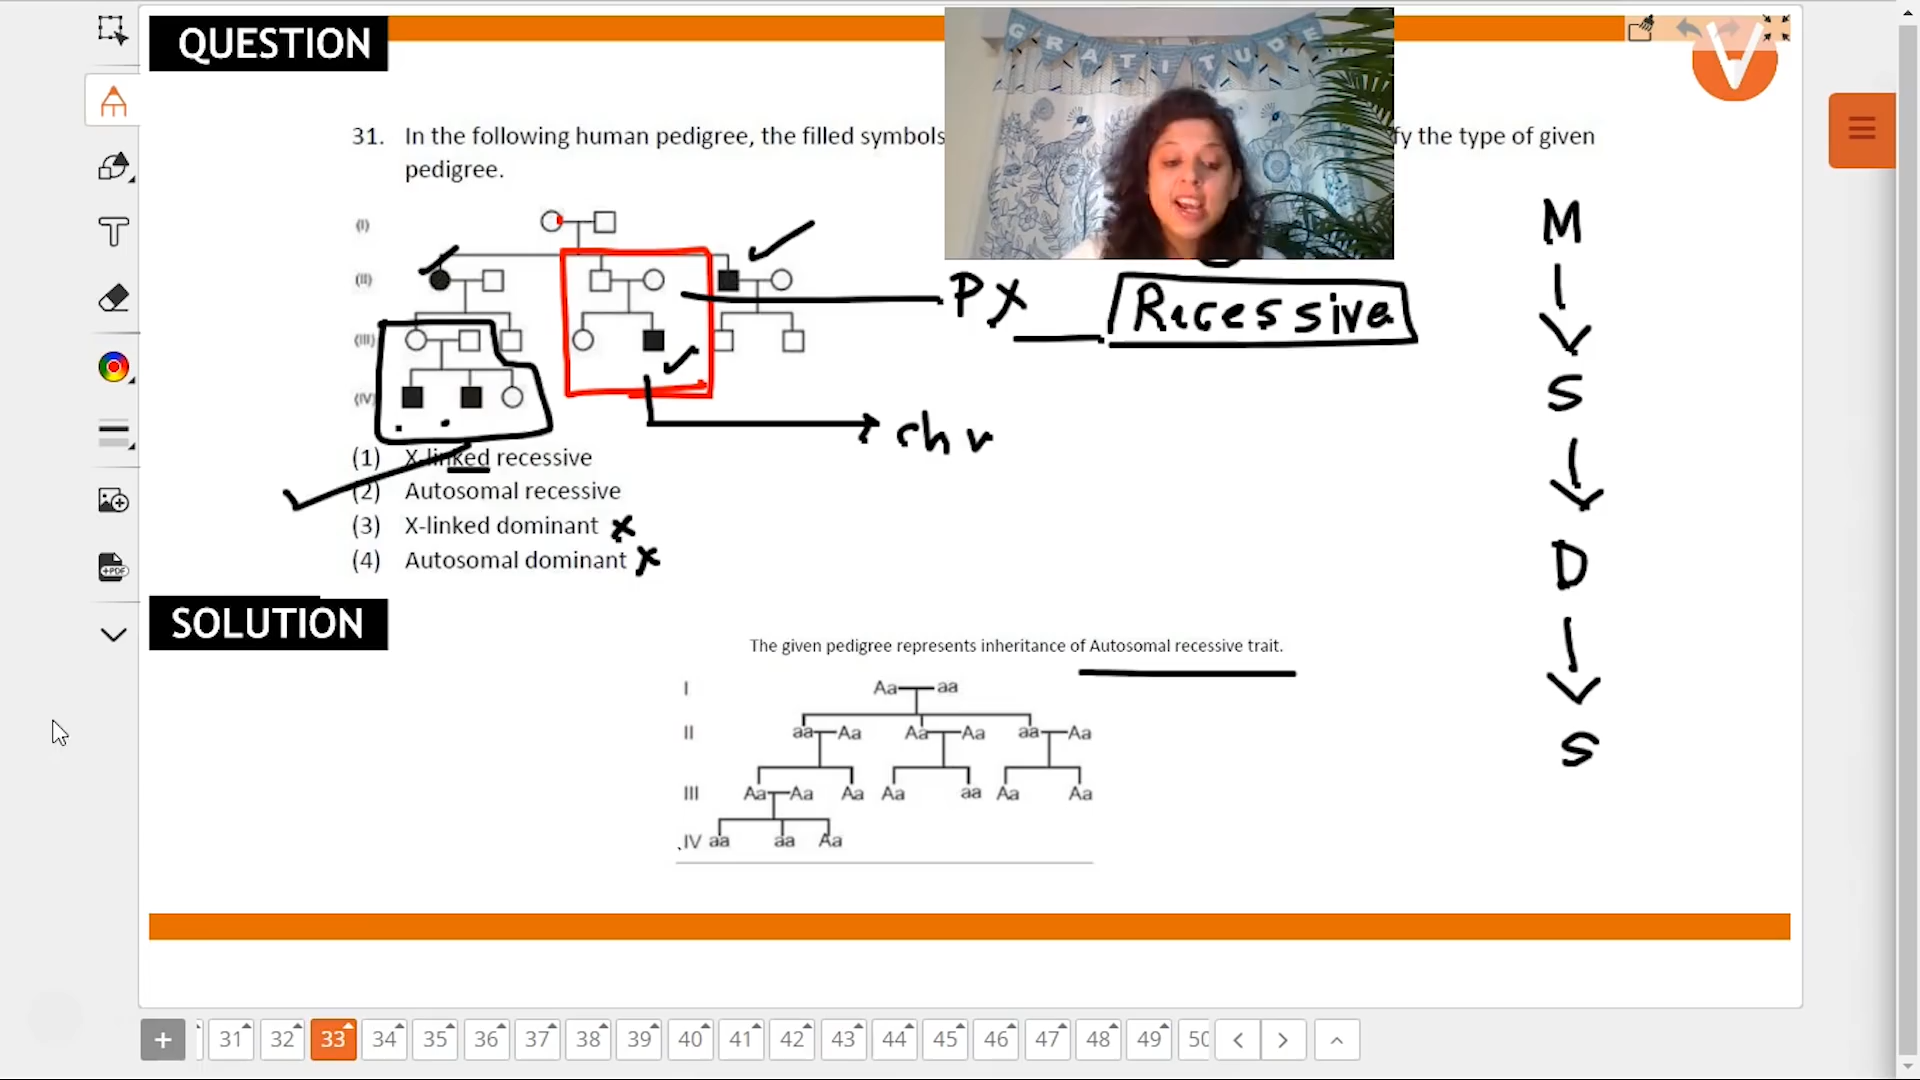 QUESTION
GRATITUDE
31. In the following human pedigree, the filled symbols fy the type of given
pedigree.
(I)
(II)
(III)
(IV)
PX Recessive
ch v
M
S
D
S
(1) X-linked recessive
(2) Autosomal recessive
(3) X-linked dominant X
(4) Autosomal dominant X
SOLUTION
The given pedigree represents inheritance of Autosomal recessive trait.
I Aa aa
II aa Aa Aa Aa aa Aa
III Aa Aa Aa Aa aa Aa Aa
IV aa aa Aa
T
+PDF
+ 31 32 33 34 35 36 37 38 39 40 41 42 43 44 45 46 47 48 49 50